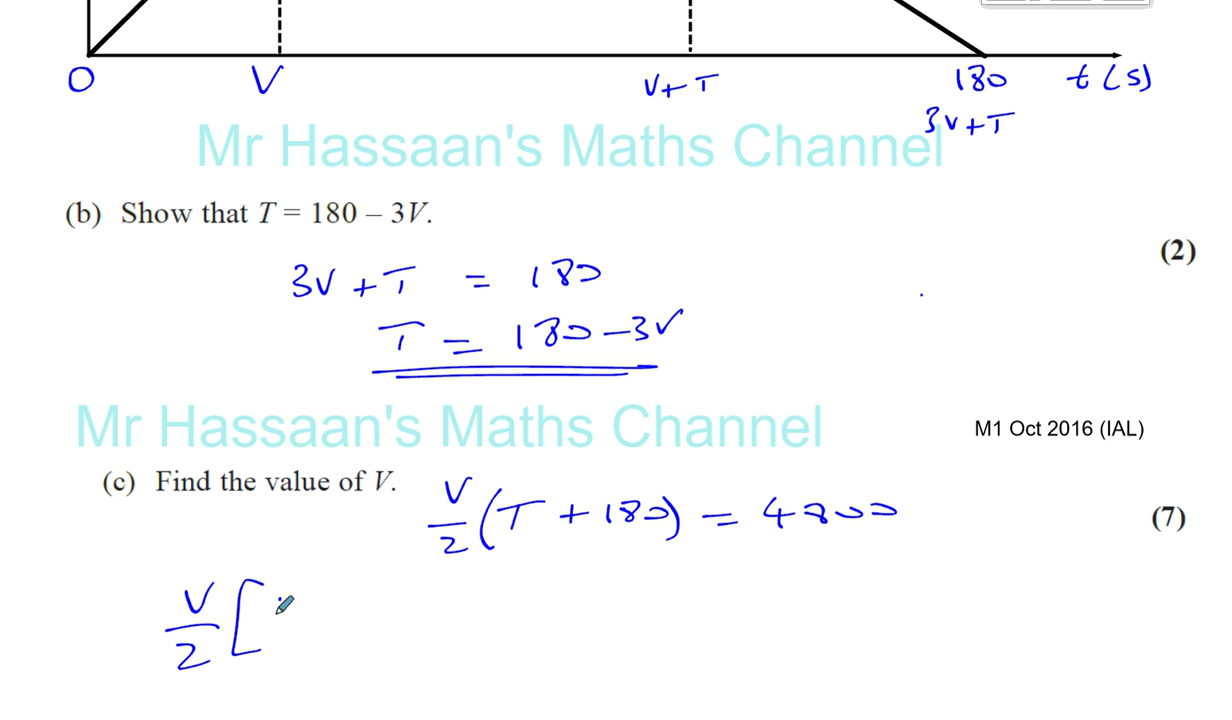 O V V+T 180 t(s)
3V+T
Mr Hassaan's Maths Channel
(b) Show that T = 180 – 3V.
(2)
3V + T = 180
T = 180 – 3V
Mr Hassaan's Maths Channel
M1 Oct 2016 (IAL)
(c) Find the value of V.
V/2 (T + 180) = 4800
(7)
V/2 [